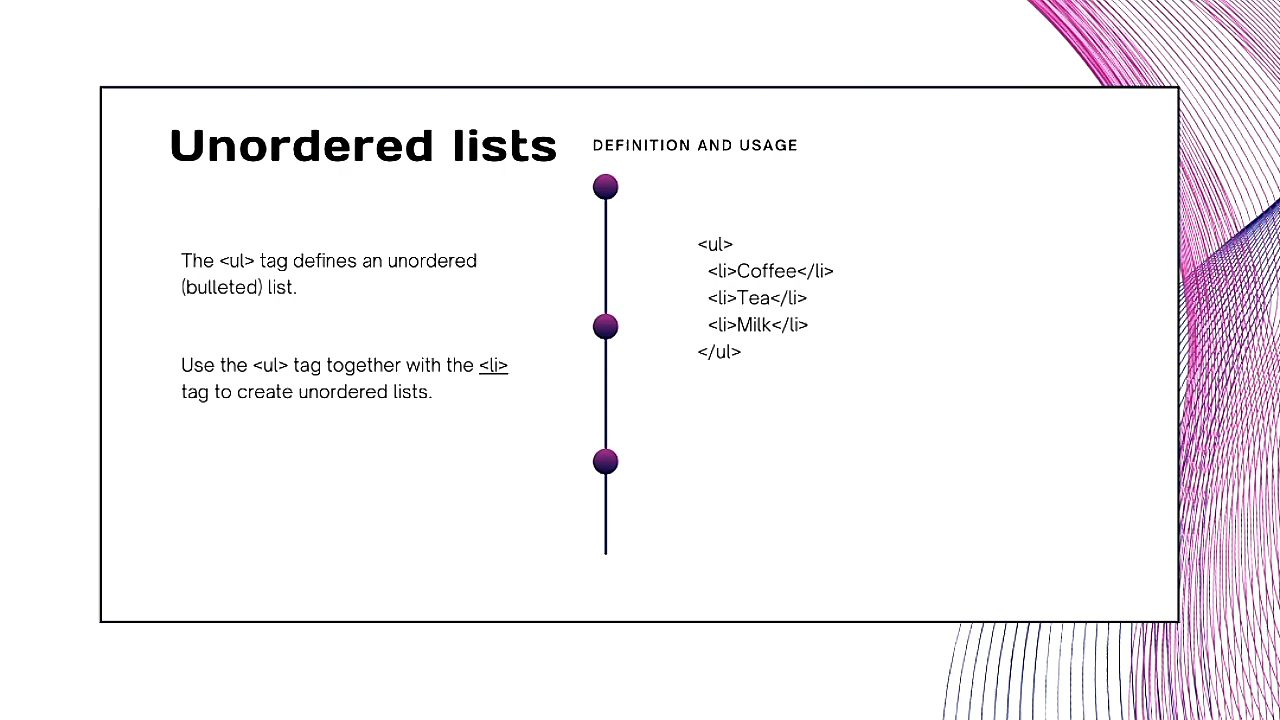 Unordered lists
The <ul> tag defines an unordered
(bulleted) list.
Use the <ul> tag together with the <li>
tag to create unordered lists.
DEFINITION AND USAGE
<ul>
  <li>Coffee</li>
  <li>Tea</li>
  <li>Milk</li>
</ul>